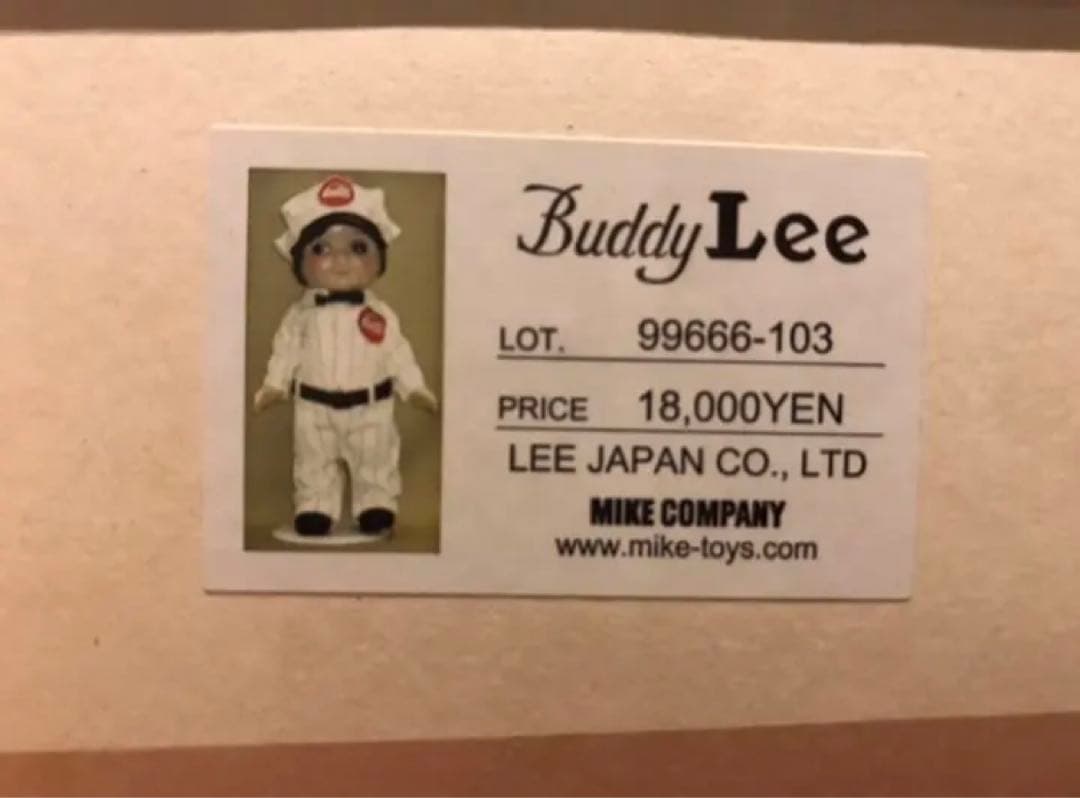 Buddy Lee
LOT. 99666-103
PRICE 18,000YEN
LEE JAPAN CO., LTD
MIKE COMPANY
www.mike-toys.com